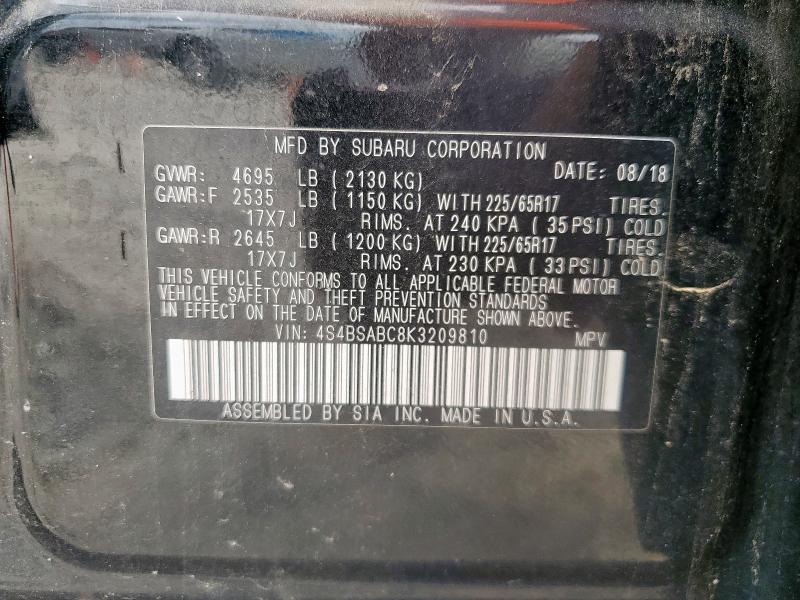 MFD BY SUBARU CORPORATION
GVWR: 4695 LB (2130 KG) DATE: 08/18
GAWR:F 2535 LB (1150 KG) WITH 225/65R17 TIRES.
17X7J RIMS. AT 240 KPA (35 PSI) COLD
GAWR:R 2645 LB (1200 KG) WITH 225/65R17 TIRES.
17X7J RIMS. AT 230 KPA (33 PSI) COLD
THIS VEHICLE CONFORMS TO ALL APPLICABLE FEDERAL MOTOR
VEHICLE SAFETY AND THEFT PREVENTION STANDARDS
IN EFFECT ON THE DATE OF MANUFACTURE SHOWN ABOVE.
VIN: 4S4BSABC8K3209810 MPV
ASSEMBLED BY SIA INC. MADE IN U.S.A.